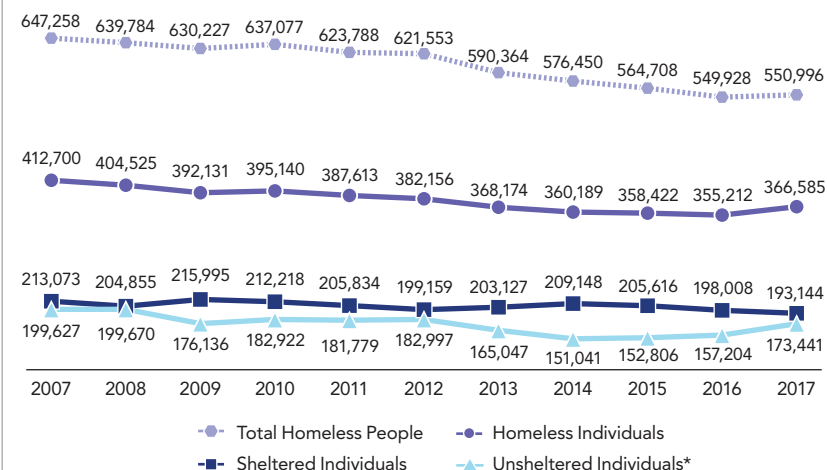 647,258 639,784 630,227 637,077 623,788 621,553 590,364 576,450 564,708 549,928 550,996
412,700 404,525 392,131 395,140 387,613 382,156 368,174 360,189 358,422 355,212 366,585
213,073 204,855 215,995 212,218 205,834 199,159 203,127 209,148 205,616 198,008 193,144
199,627 199,670 176,136 182,922 181,779 182,997 165,047 151,041 152,806 157,204 173,441
2007 2008 2009 2010 2011 2012 2013 2014 2015 2016 2017
Total Homeless People Homeless Individuals
Sheltered Individuals Unsheltered Individuals*